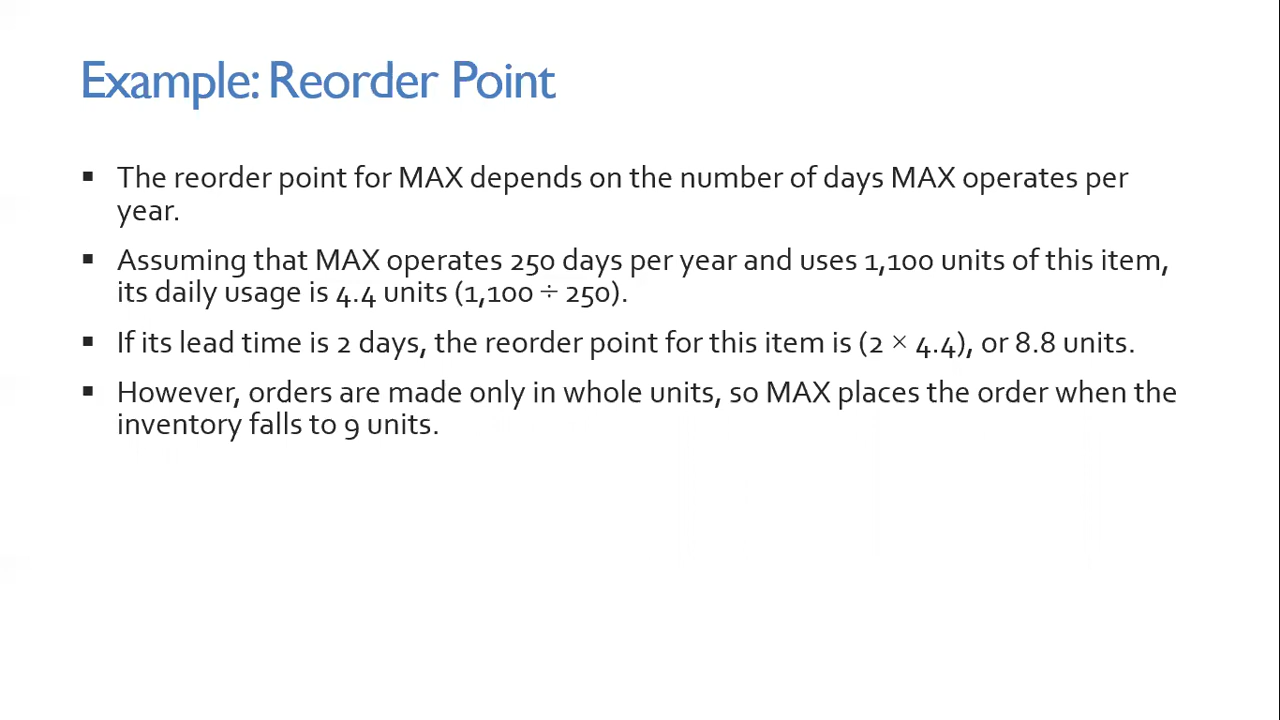 Example: Reorder Point
▪ The reorder point for MAX depends on the number of days MAX operates per
year.
▪ Assuming that MAX operates 250 days per year and uses 1,100 units of this item,
its daily usage is 4.4 units (1,100 ÷ 250).
▪ If its lead time is 2 days, the reorder point for this item is (2 × 4.4), or 8.8 units.
▪ However, orders are made only in whole units, so MAX places the order when the
inventory falls to 9 units.